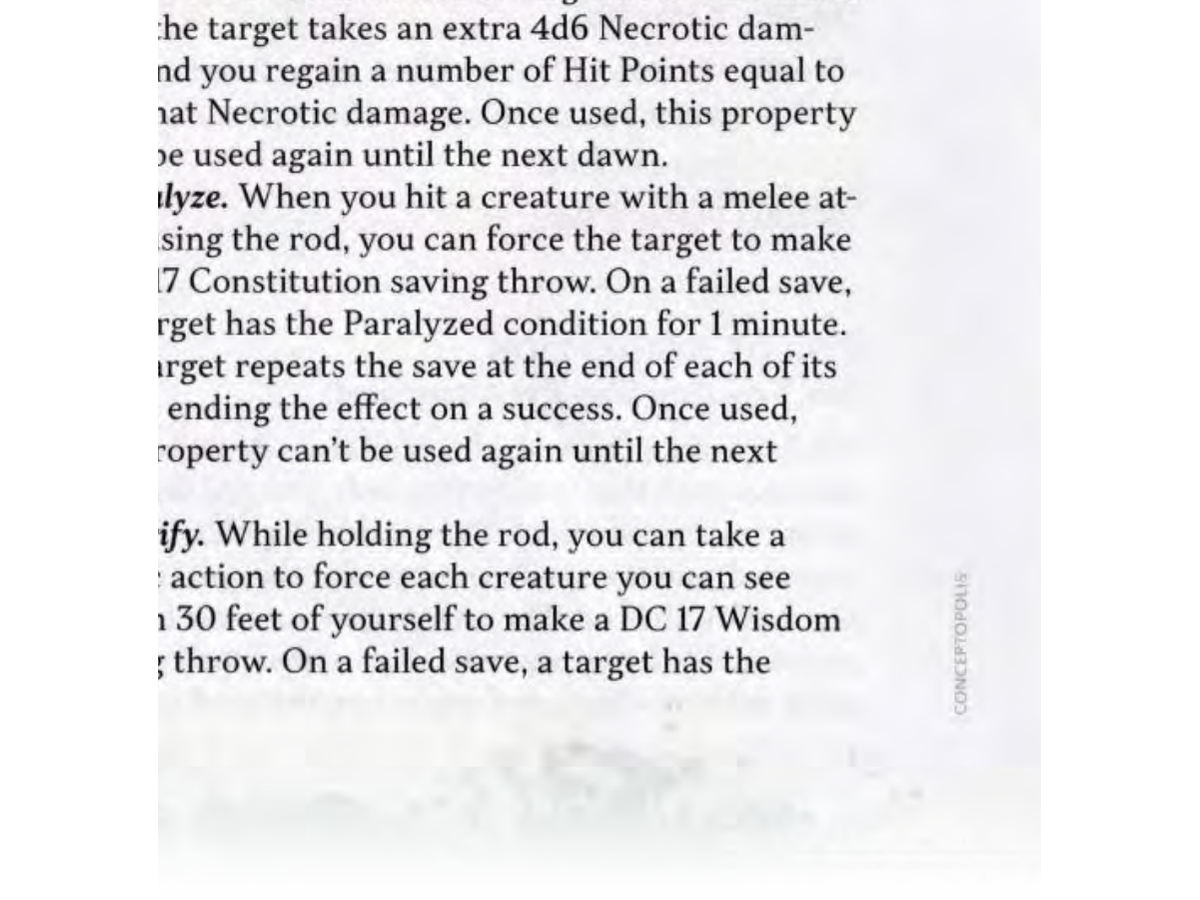 the target takes an extra 4d6 Necrotic dam-
nd you regain a number of Hit Points equal to
hat Necrotic damage. Once used, this property
be used again until the next dawn.
alyze. When you hit a creature with a melee at-
sing the rod, you can force the target to make
17 Constitution saving throw. On a failed save,
rget has the Paralyzed condition for 1 minute.
arget repeats the save at the end of each of its
ending the effect on a success. Once used,
roperty can't be used again until the next
ify. While holding the rod, you can take a
action to force each creature you can see
30 feet of yourself to make a DC 17 Wisdom
throw. On a failed save, a target has the
CONCEPTOPOLIS